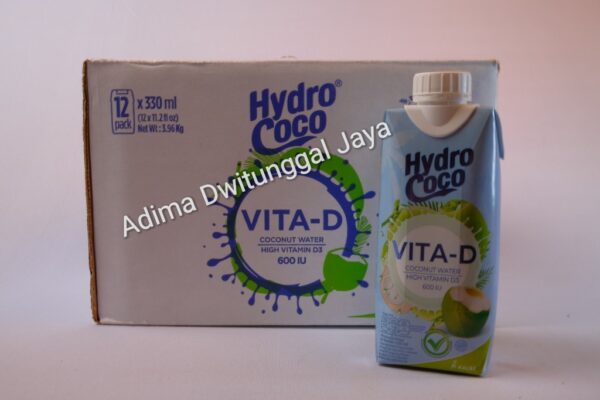 12
pack
x 330 ml
(12 x 11.2 fl oz)
Net Wt : 3.96 Kg
Hydro
Coco®
VITA-D
COCONUT WATER
HIGH VITAMIN D3
600 IU
Adima Dwitunggal Jaya
Hydro
Coco
VITA-D
COCONUT WATER
HIGH VITAMIN D3
600 IU